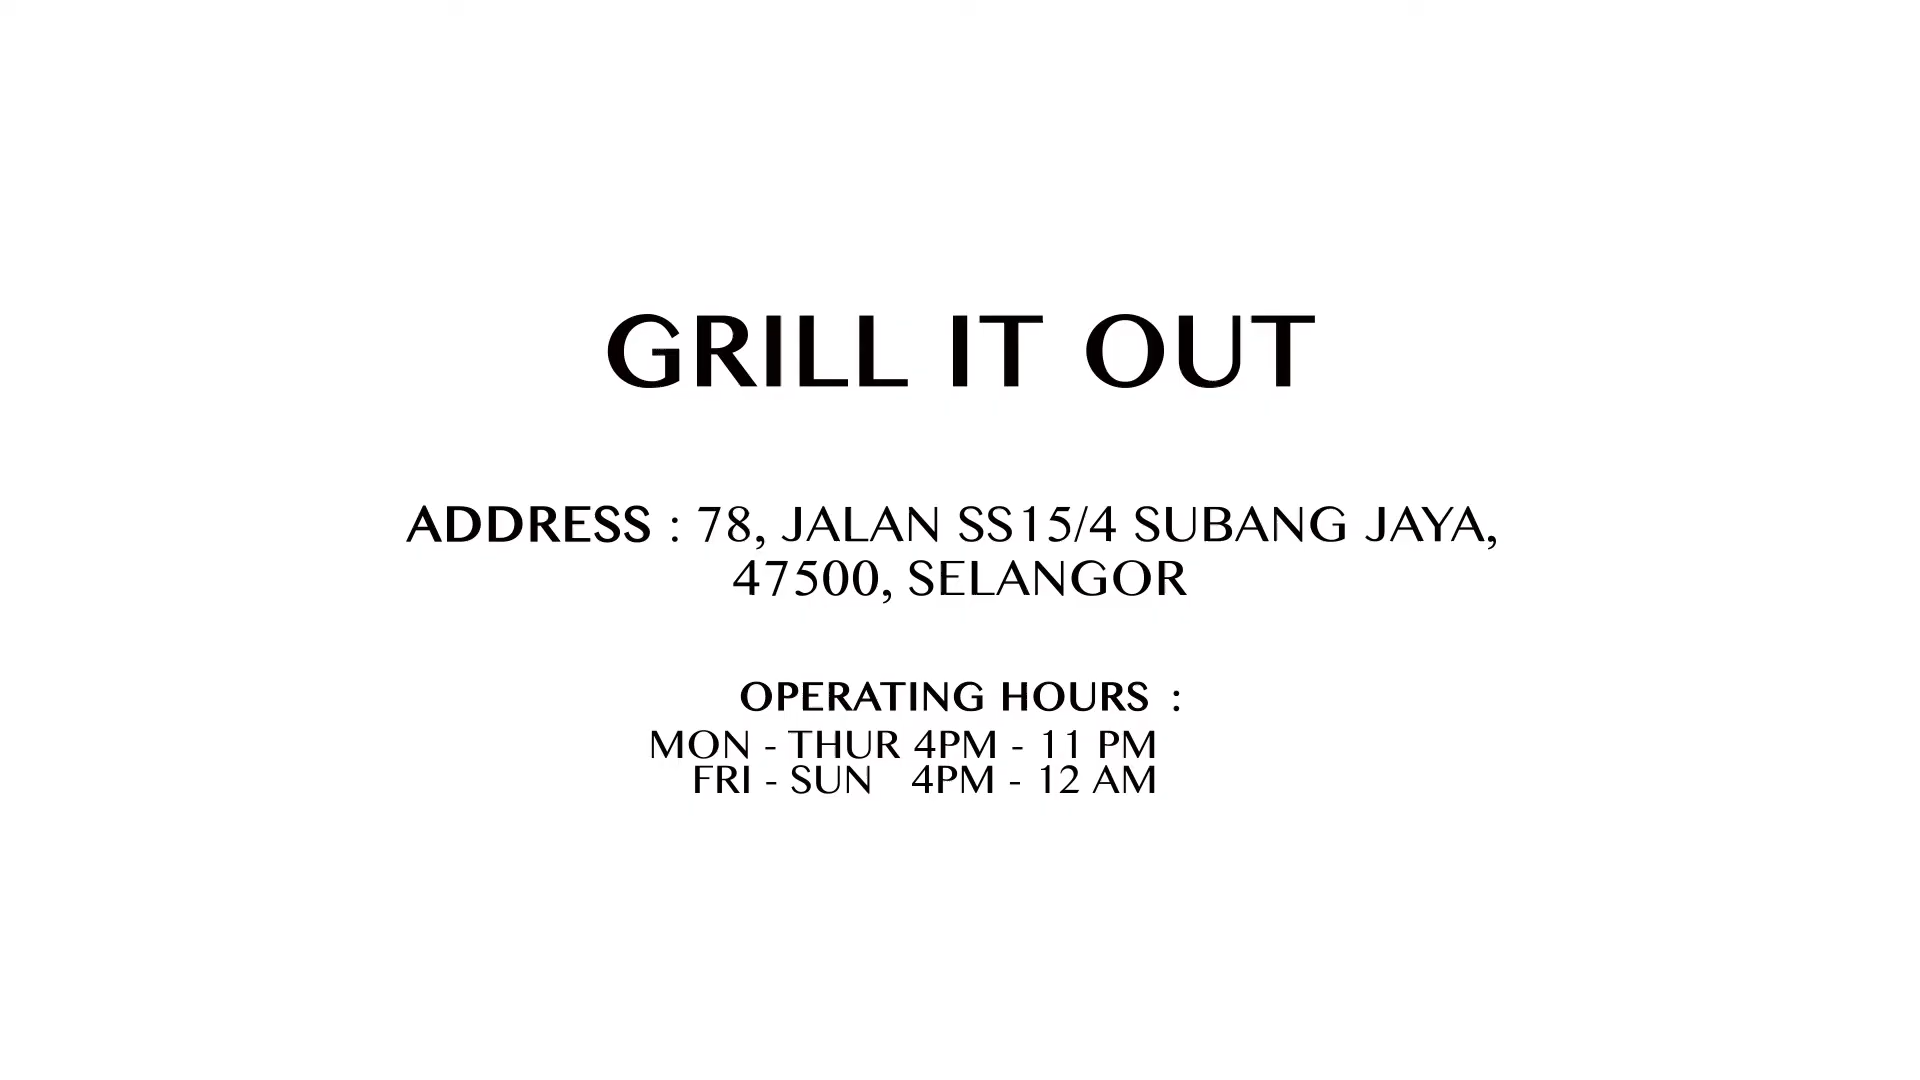 GRILL IT OUT
ADDRESS : 78, JALAN SS15/4 SUBANG JAYA,
47500, SELANGOR
OPERATING HOURS :
MON - THUR 4PM - 11 PM
FRI - SUN 4PM - 12 AM